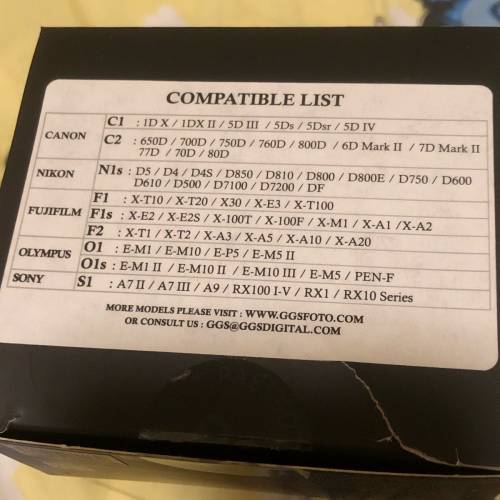 COMPATIBLE LIST
CANON
C1 : 1D X / 1DX II / 5D III / 5Ds / 5Dsr / 5D IV
C2 : 650D / 700D / 750D / 760D / 800D / 6D Mark II / 7D Mark II
77D / 70D / 80D
NIKON
N1s : D5 / D4 / D4S / D850 / D810 / D800 / D800E / D750 / D600
D610 / D500 / D7100 / D7200 / DF
FUJIFILM
F1 : X-T10 / X-T20 / X30 / X-E3 / X-T100
F1s : X-E2 / X-E2S / X-100T / X-100F / X-M1 / X-A1 / X-A2
F2 : X-T1 / X-T2 / X-A3 / X-A5 / X-A10 / X-A20
OLYMPUS
O1 : E-M1 / E-M10 / E-P5 / E-M5 II
O1s : E-M1 II / E-M10 II / E-M10 III / E-M5 / PEN-F
SONY
S1 : A7 II / A7 III / A9 / RX100 I-V / RX1 / RX10 Series
MORE MODELS PLEASE VISIT : WWW.GGSFOTO.COM
OR CONSULT US : GGS@GGSDIGITAL.COM